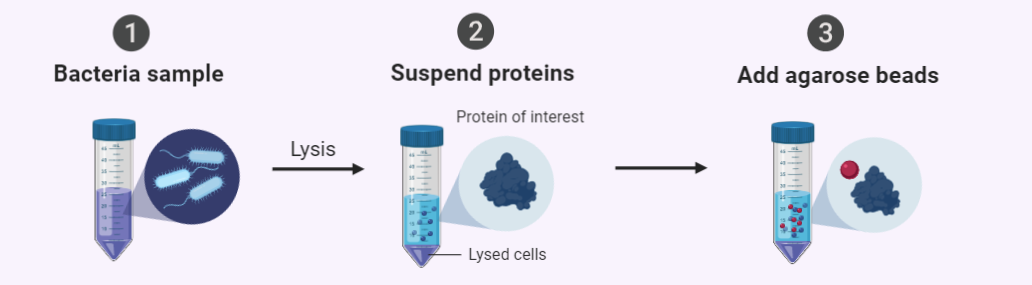 1
Bacteria sample
Lysis
2
Suspend proteins
Protein of interest
Lysed cells
3
Add agarose beads